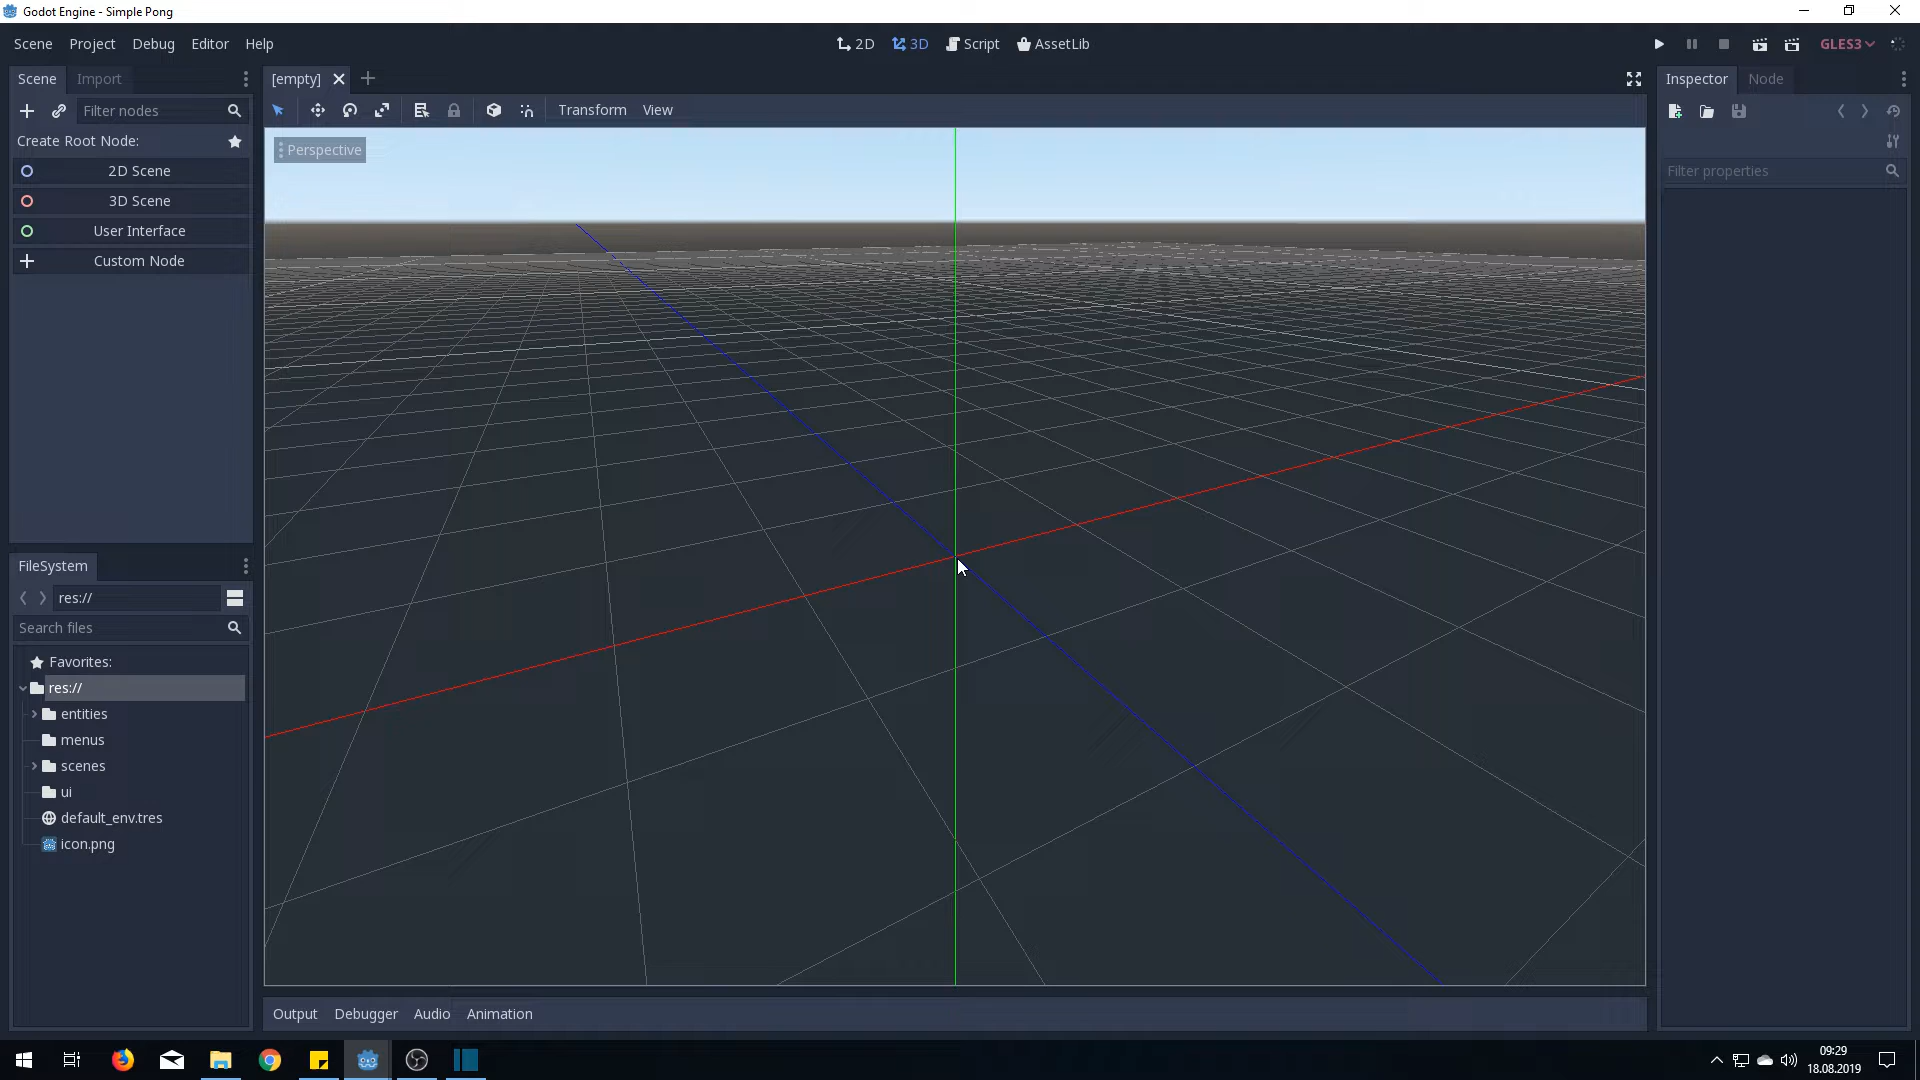 Godot Engine - Simple Pong
Scene Project Debug Editor Help
2D 3D Script AssetLib
GLES3
Scene Import
[empty]
Inspector Node
Filter nodes
Transform View
Create Root Node:
Perspective
2D Scene
Filter properties
3D Scene
User Interface
Custom Node
FileSystem
res://
Search files
Favorites:
res://
entities
menus
scenes
ui
default_env.tres
icon.png
Output Debugger Audio Animation
09:29
18.08.2019